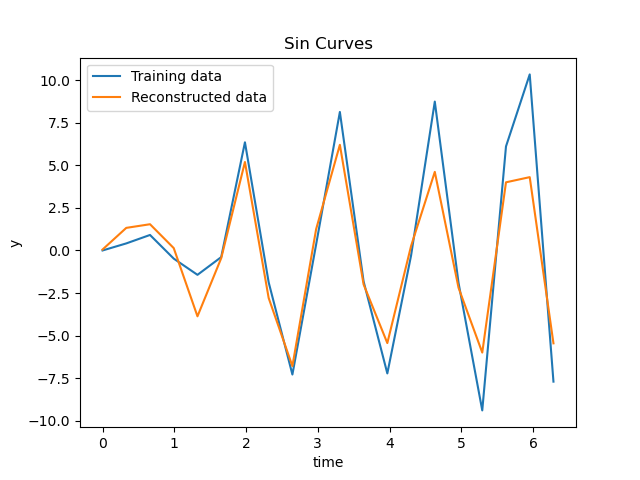 Sin Curves
Training data
Reconstructed data
10.0
7.5
5.0
2.5
0.0
−2.5
−5.0
−7.5
−10.0
y
0 1 2 3 4 5 6
time